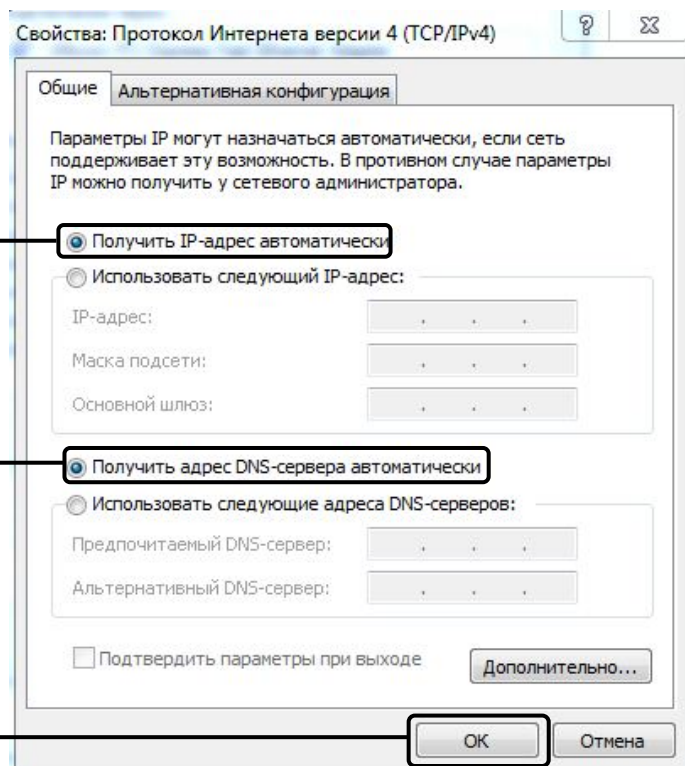 Свойства: Протокол Интернета версии 4 (TCP/IPv4)
Общие
Альтернативная конфигурация
Параметры IP могут назначаться автоматически, если сеть
поддерживает эту возможность. В противном случае параметры
IP можно получить у сетевого администратора.
Получить IP-адрес автоматически
Использовать следующий IP-адрес:
IP-адрес:
Маска подсети:
Основной шлюз:
Получить адрес DNS-сервера автоматически
Использовать следующие адреса DNS-серверов:
Предпочитаемый DNS-сервер:
Альтернативный DNS-сервер:
Подтвердить параметры при выходе
Дополнительно...
ОК
Отмена